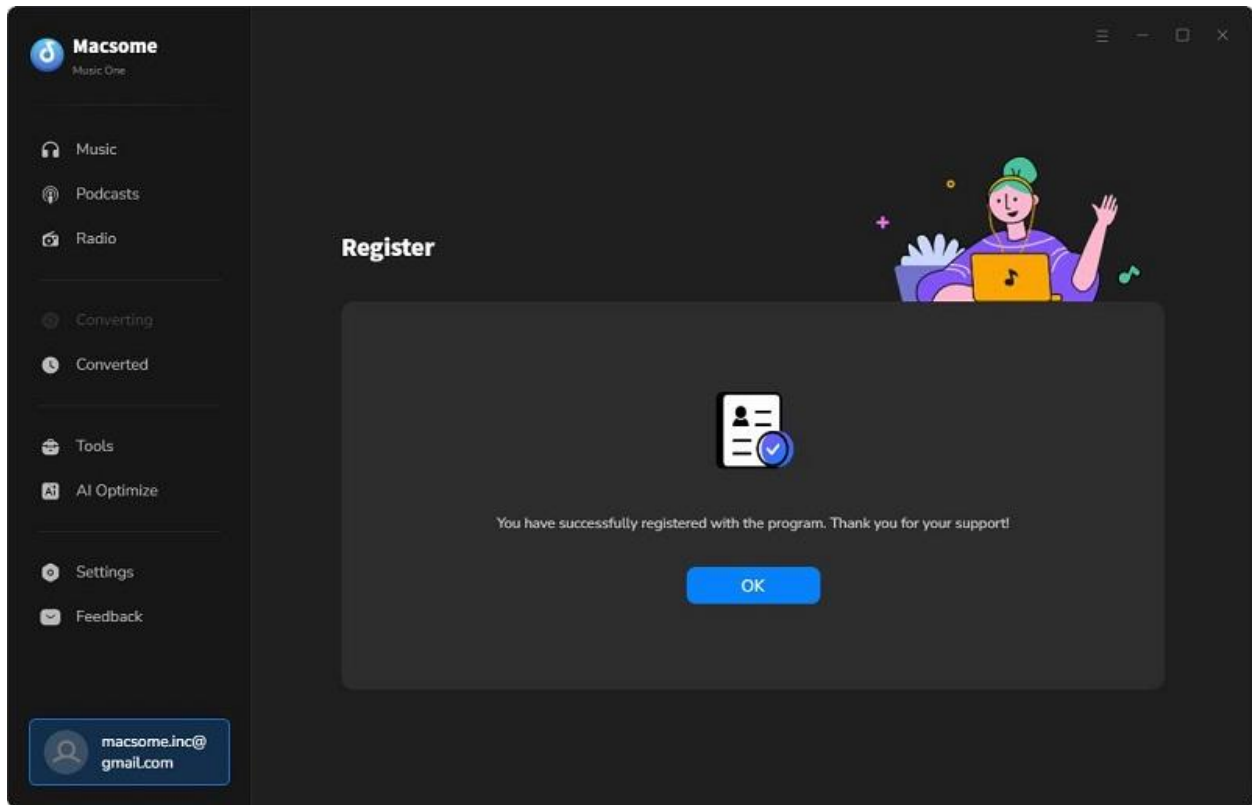 Macsome
Music One
Music
Podcasts
Radio
Converting
Converted
Tools
Ai
AI Optimize
Settings
Feedback
macsome.inc@
gmail.com
Register
You have successfully registered with the program. Thank you for your support!
OK